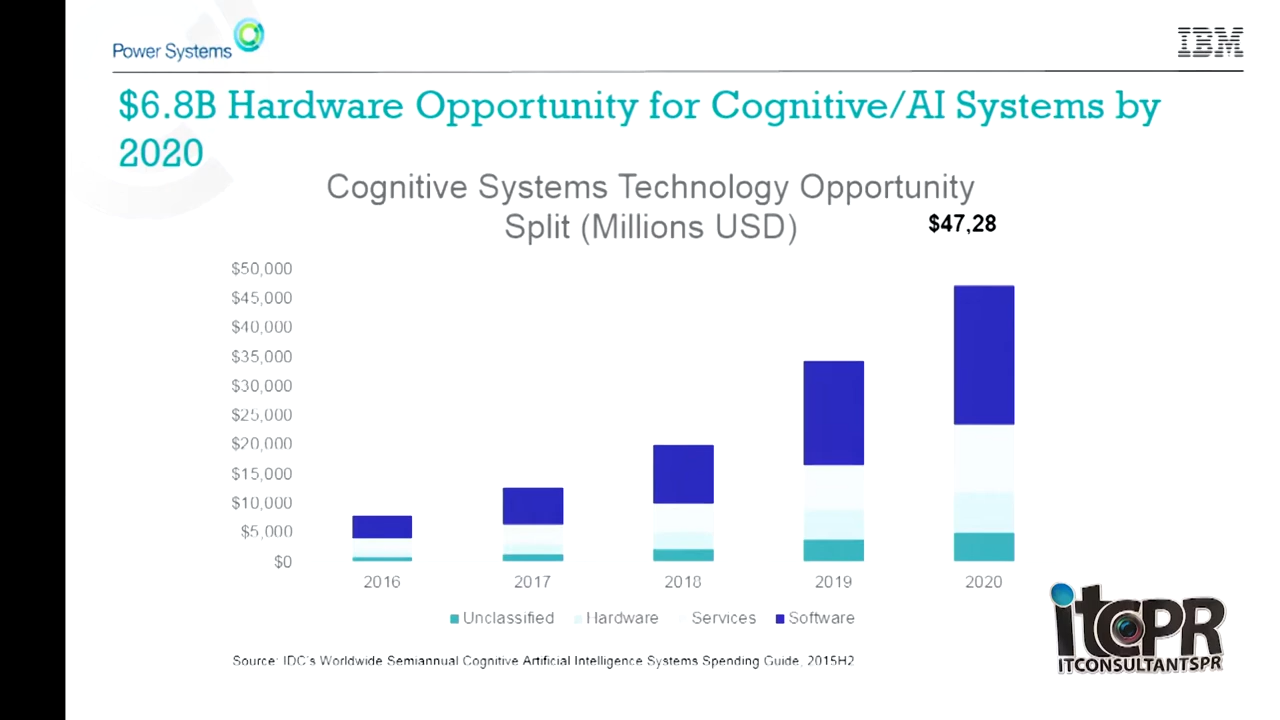 Power Systems
IBM
$6.8B Hardware Opportunity for Cognitive/AI Systems by
2020
Cognitive Systems Technology Opportunity
Split (Millions USD)
$47,28
$50,000
$45,000
$40,000
$35,000
$30,000
$25,000
$20,000
$15,000
$10,000
$5,000
$0
2016 2017 2018 2019 2020
Unclassified Hardware Services Software
Source: IDC's Worldwide Semiannual Cognitive Artificial Intelligence Systems Spending Guide, 2015H2
itCPR
ITCONSULTANTSPR